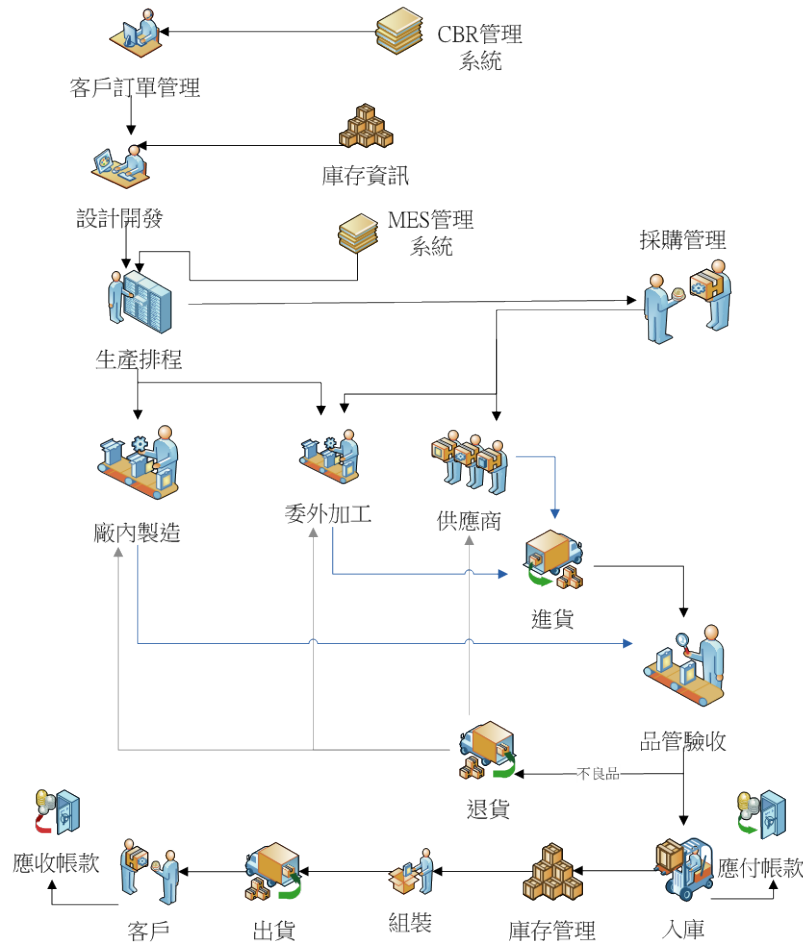 CBR管理
系統
客戶訂單管理
庫存資訊
設計開發
MES管理
系統
採購管理
生產排程
廠內製造
委外加工
供應商
進貨
品管驗收
不良品
退貨
應收帳款
應付帳款
客戶
出貨
組裝
庫存管理
入庫